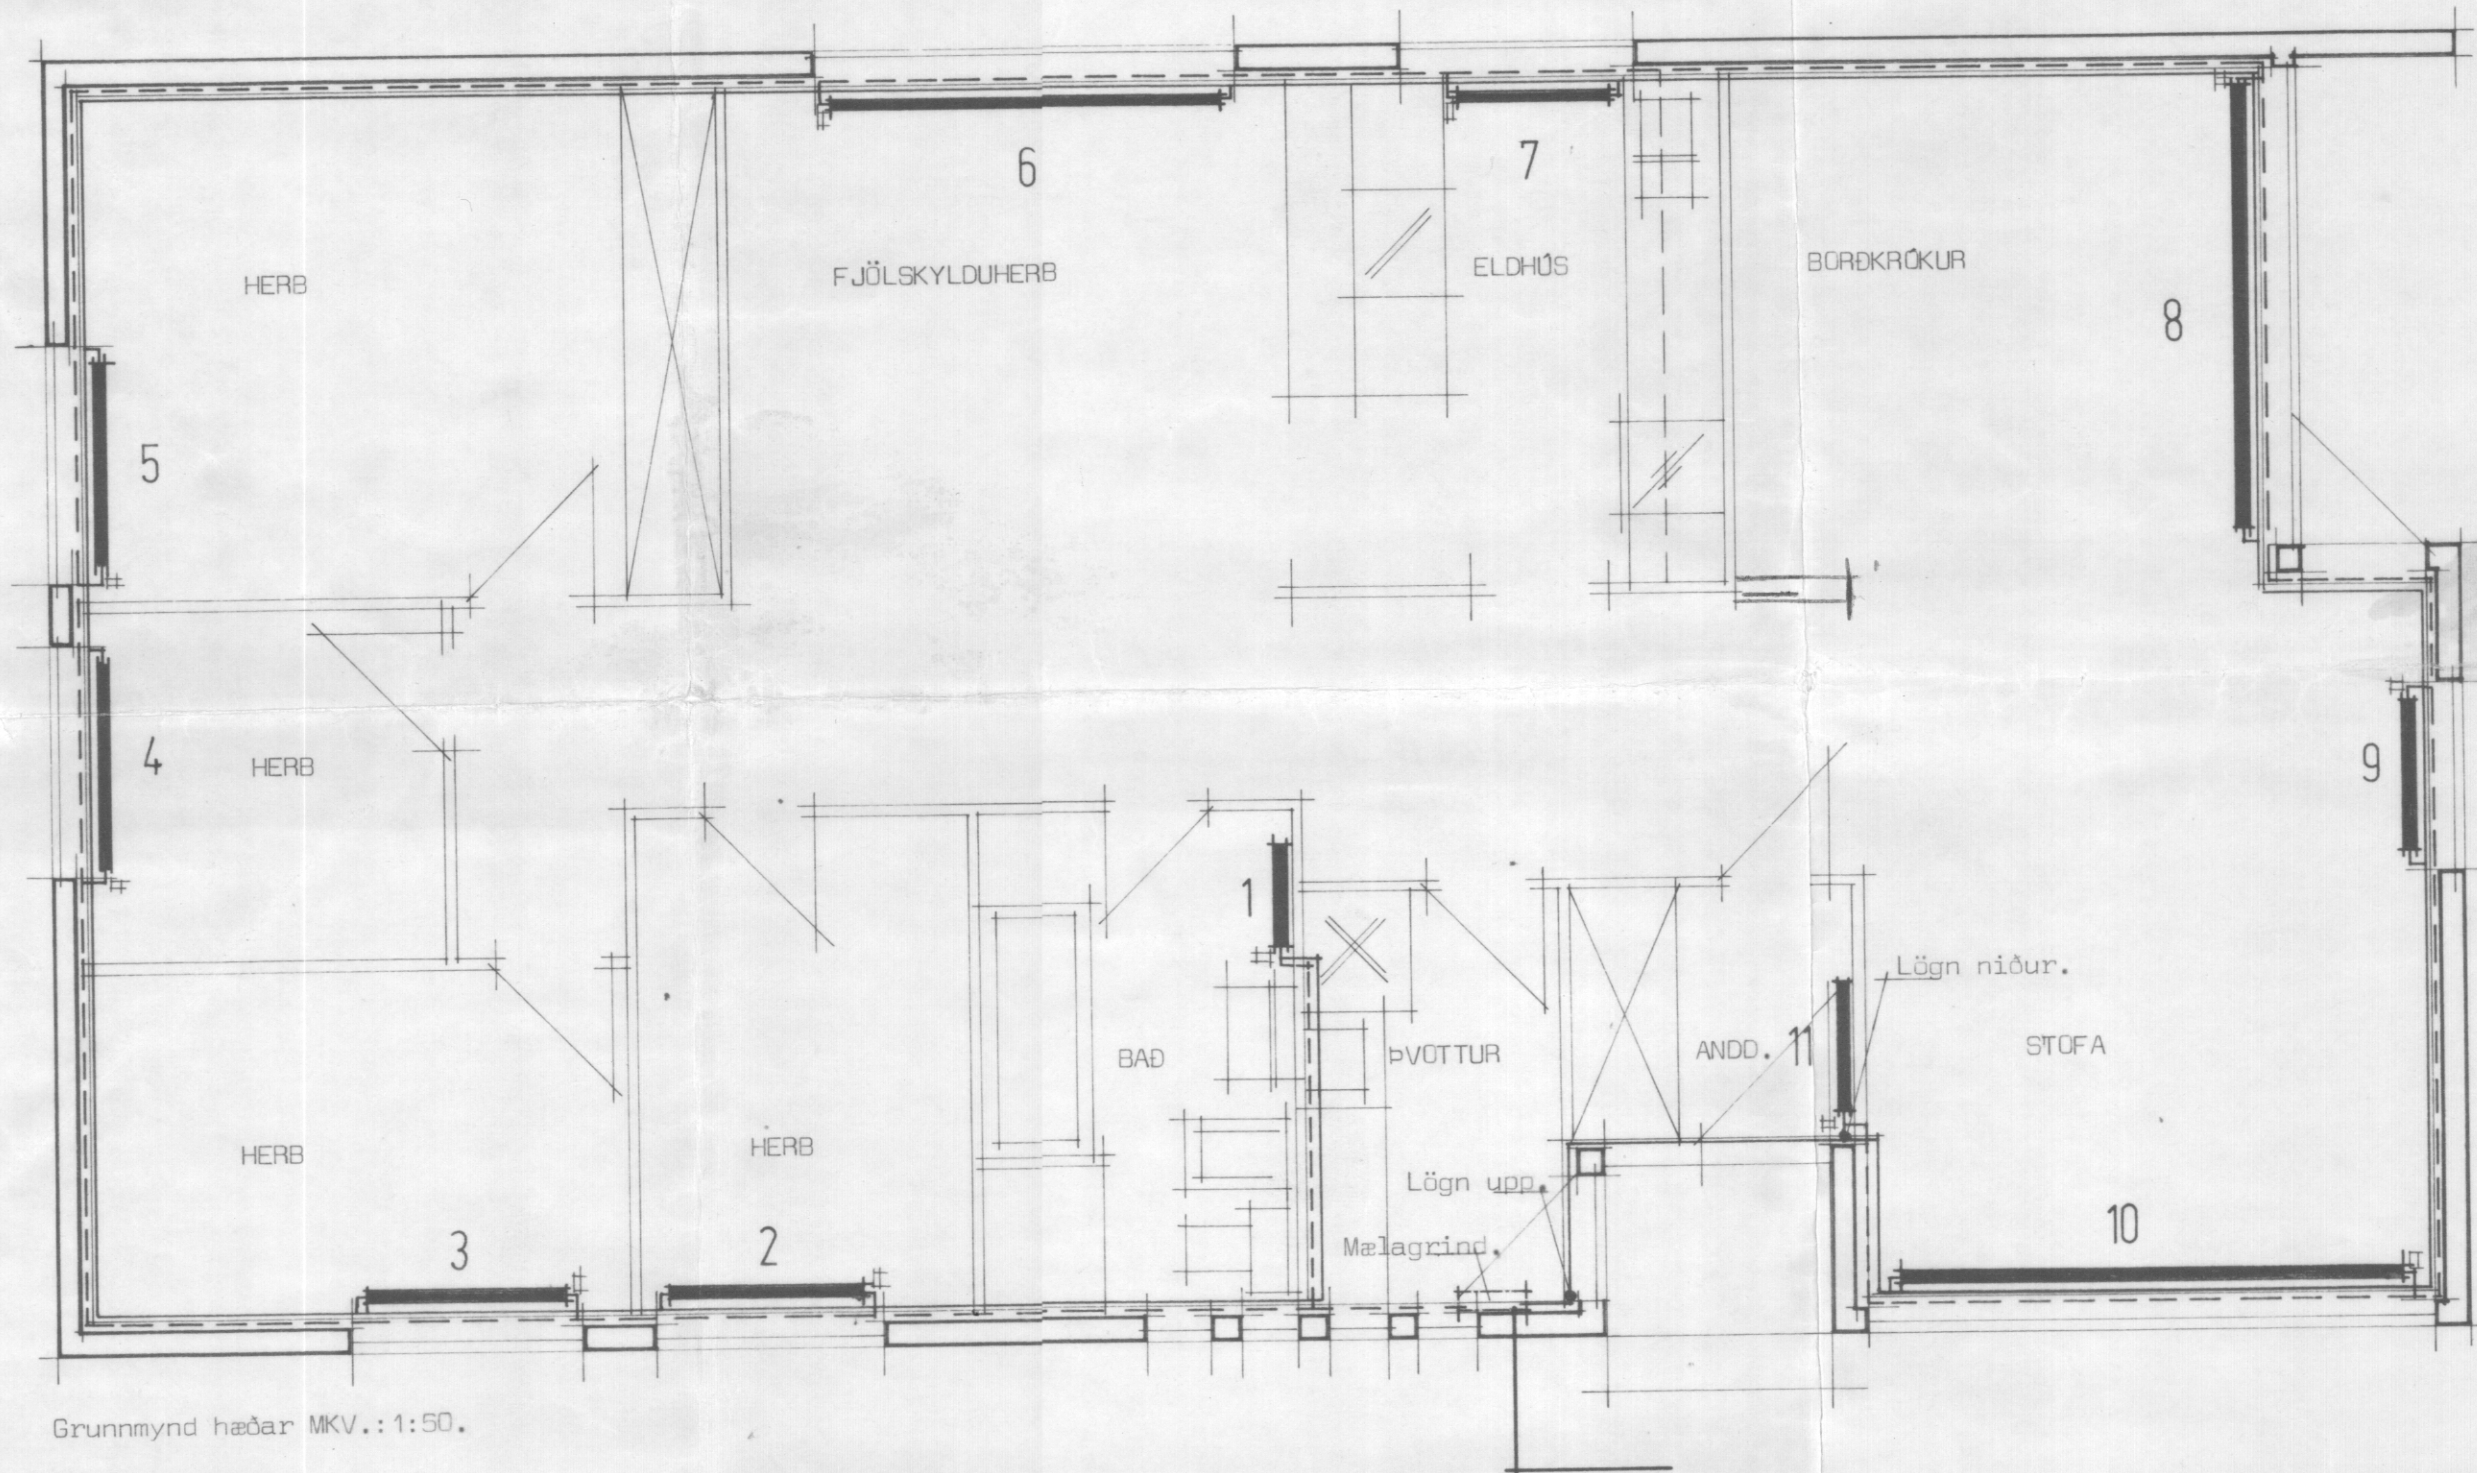 6
7
HERB
FJÖLSKYLDUHERB
ELDHÚS
BORÐKRÓKUR
8
5
4
HERB
9
1
Lögn niður.
BAÐ
ÞVOTTUR
ANDD.
11
STOFA
HERB
HERB
Lögn upp.
3
2
Mælagrind.
10
Grunnmynd hæðar MKV.:1:50.